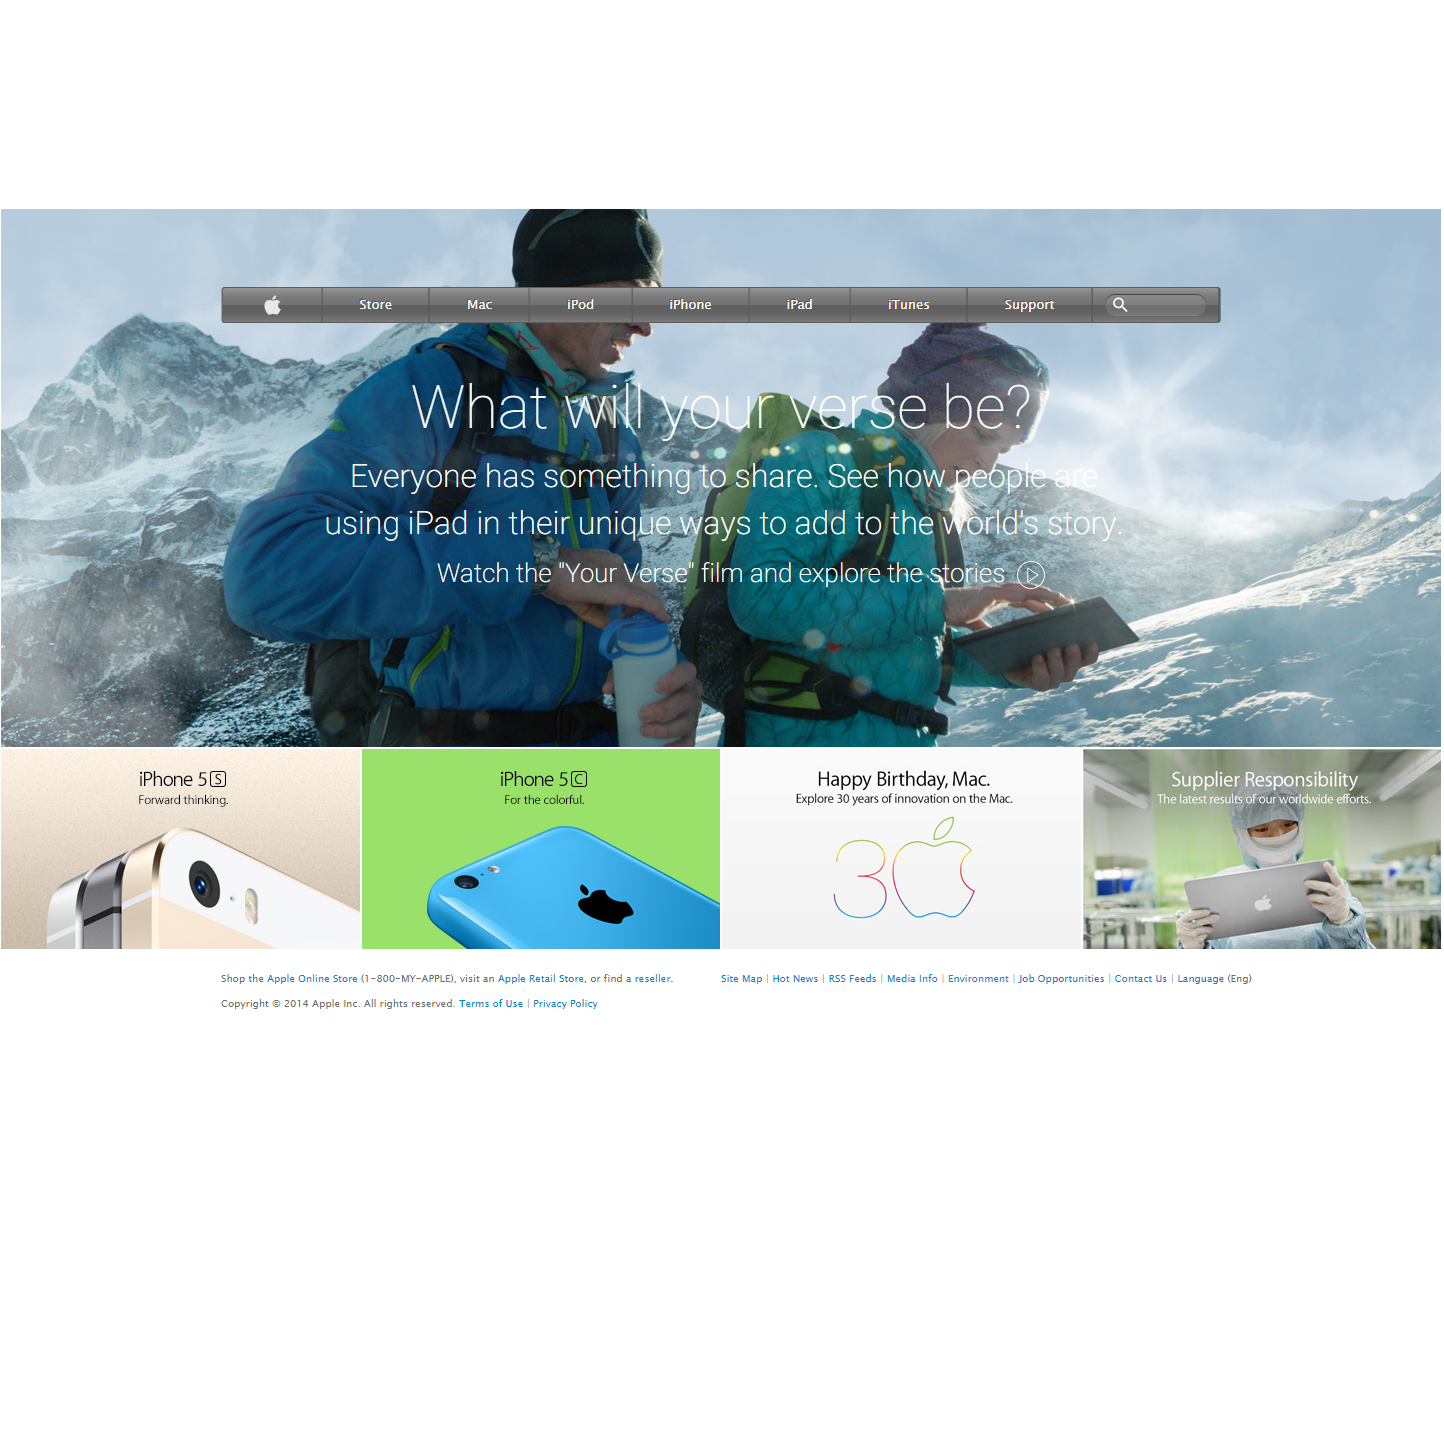 Store Mac iPod iPhone iPad iTunes Support
What will your verse be?
Everyone has something to share. See how people are
using iPad in their unique ways to add to the world's story.
Watch the "Your Verse" film and explore the stories
iPhone 5S
Forward thinking.
iPhone 5C
For the colorful.
Happy Birthday, Mac.
Explore 30 years of innovation on the Mac.
30
Supplier Responsibility
The latest results of our worldwide efforts.
Shop the Apple Online Store (1-800-MY-APPLE), visit an Apple Retail Store, or find a reseller.
Site Map | Hot News | RSS Feeds | Media Info | Environment | Job Opportunities | Contact Us | Language (Eng)
Copyright © 2014 Apple Inc. All rights reserved. Terms of Use | Privacy Policy